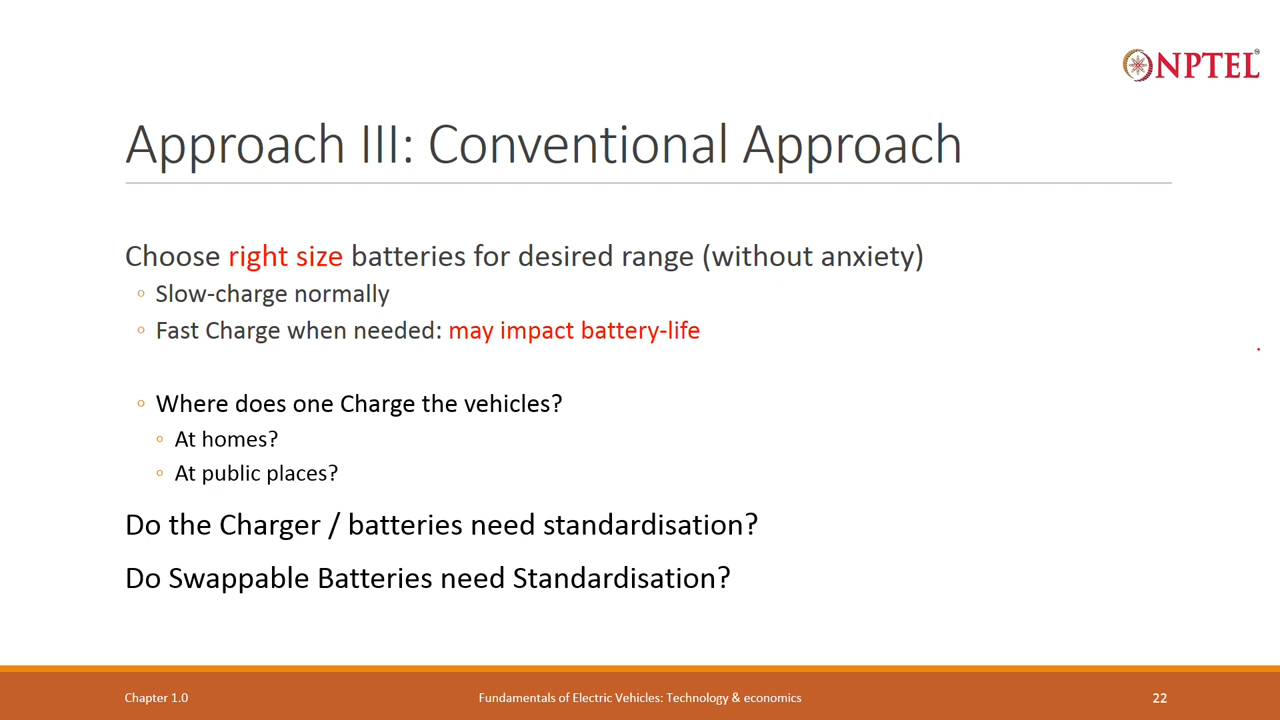 NPTEL
Approach III: Conventional Approach
Choose right size batteries for desired range (without anxiety)
Slow-charge normally
Fast Charge when needed: may impact battery-life
Where does one Charge the vehicles?
At homes?
At public places?
Do the Charger / batteries need standardisation?
Do Swappable Batteries need Standardisation?
Chapter 1.0 Fundamentals of Electric Vehicles: Technology & economics 22